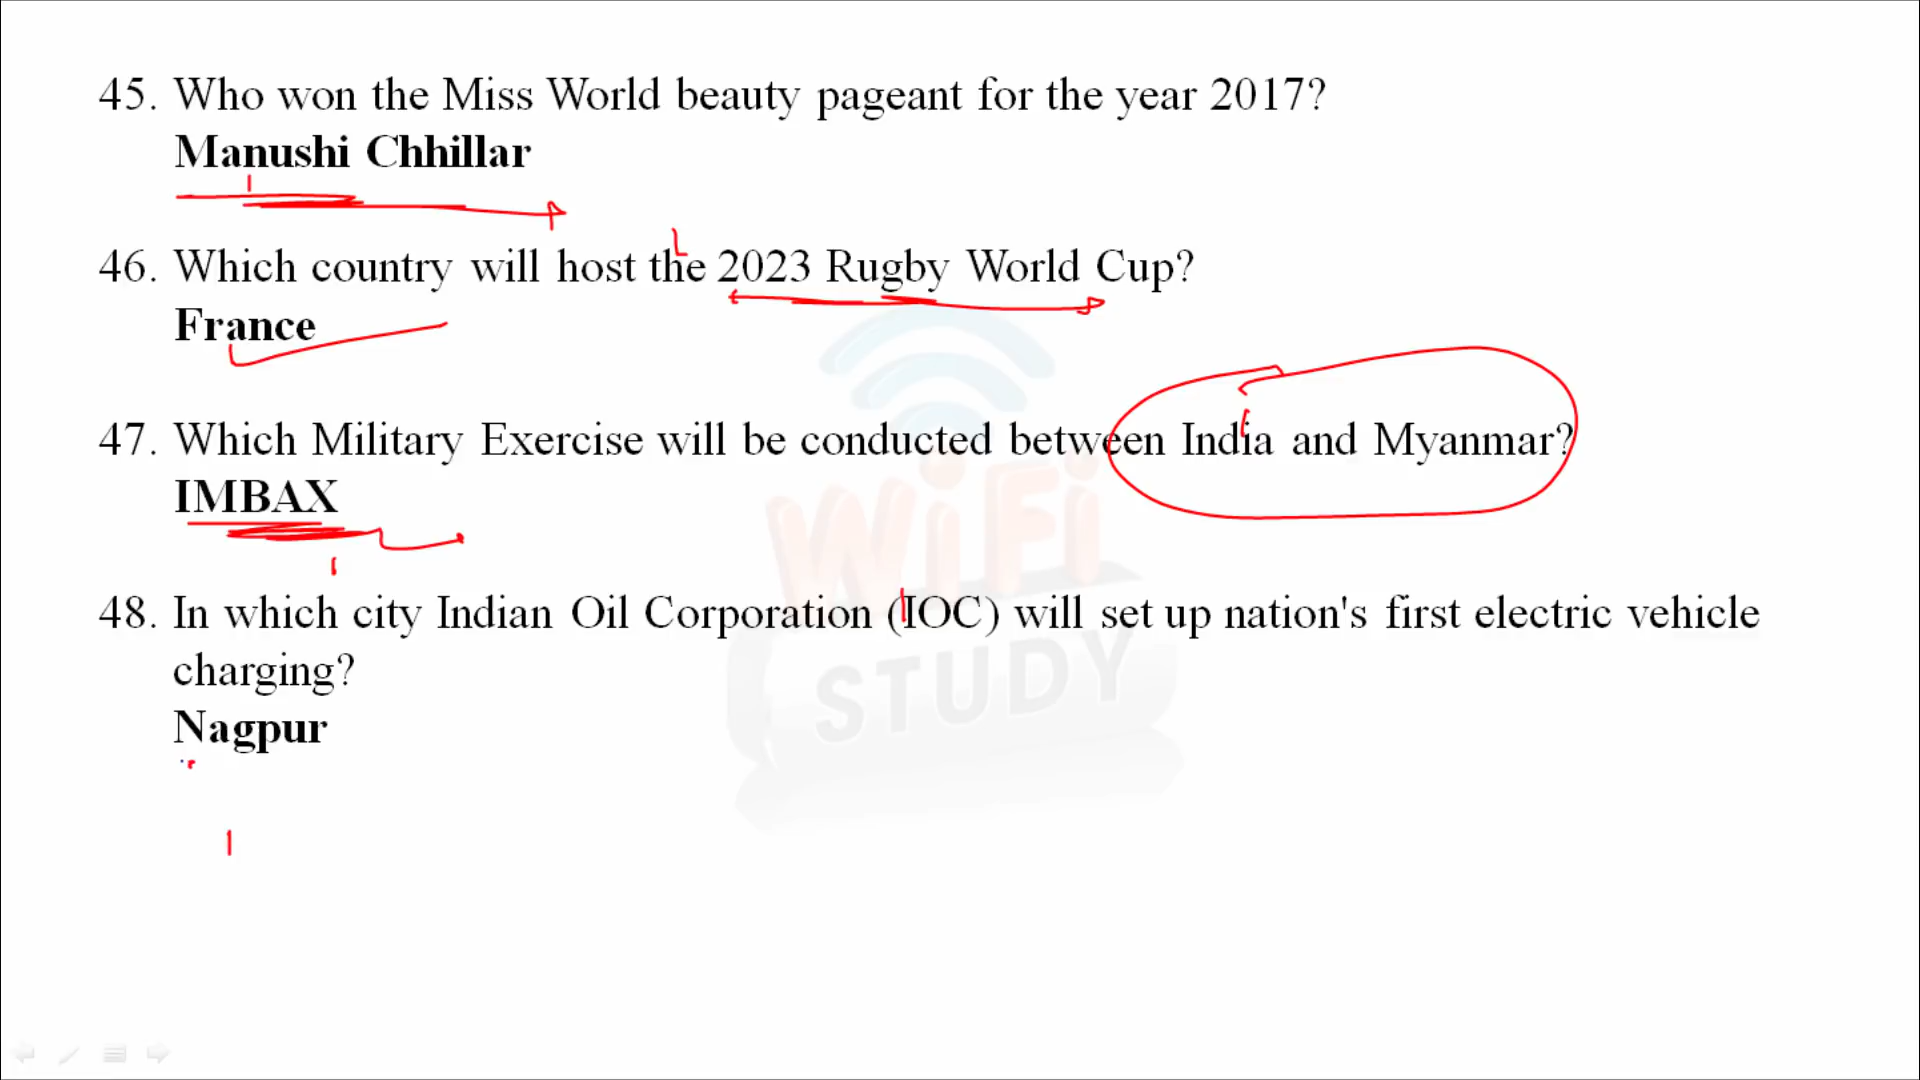 45. Who won the Miss World beauty pageant for the year 2017?
Manushi Chhillar
46. Which country will host the 2023 Rugby World Cup?
France
47. Which Military Exercise will be conducted between India and Myanmar?
IMBAX
48. In which city Indian Oil Corporation (IOC) will set up nation's first electric vehicle
charging?
Nagpur
WiFi
STUDY